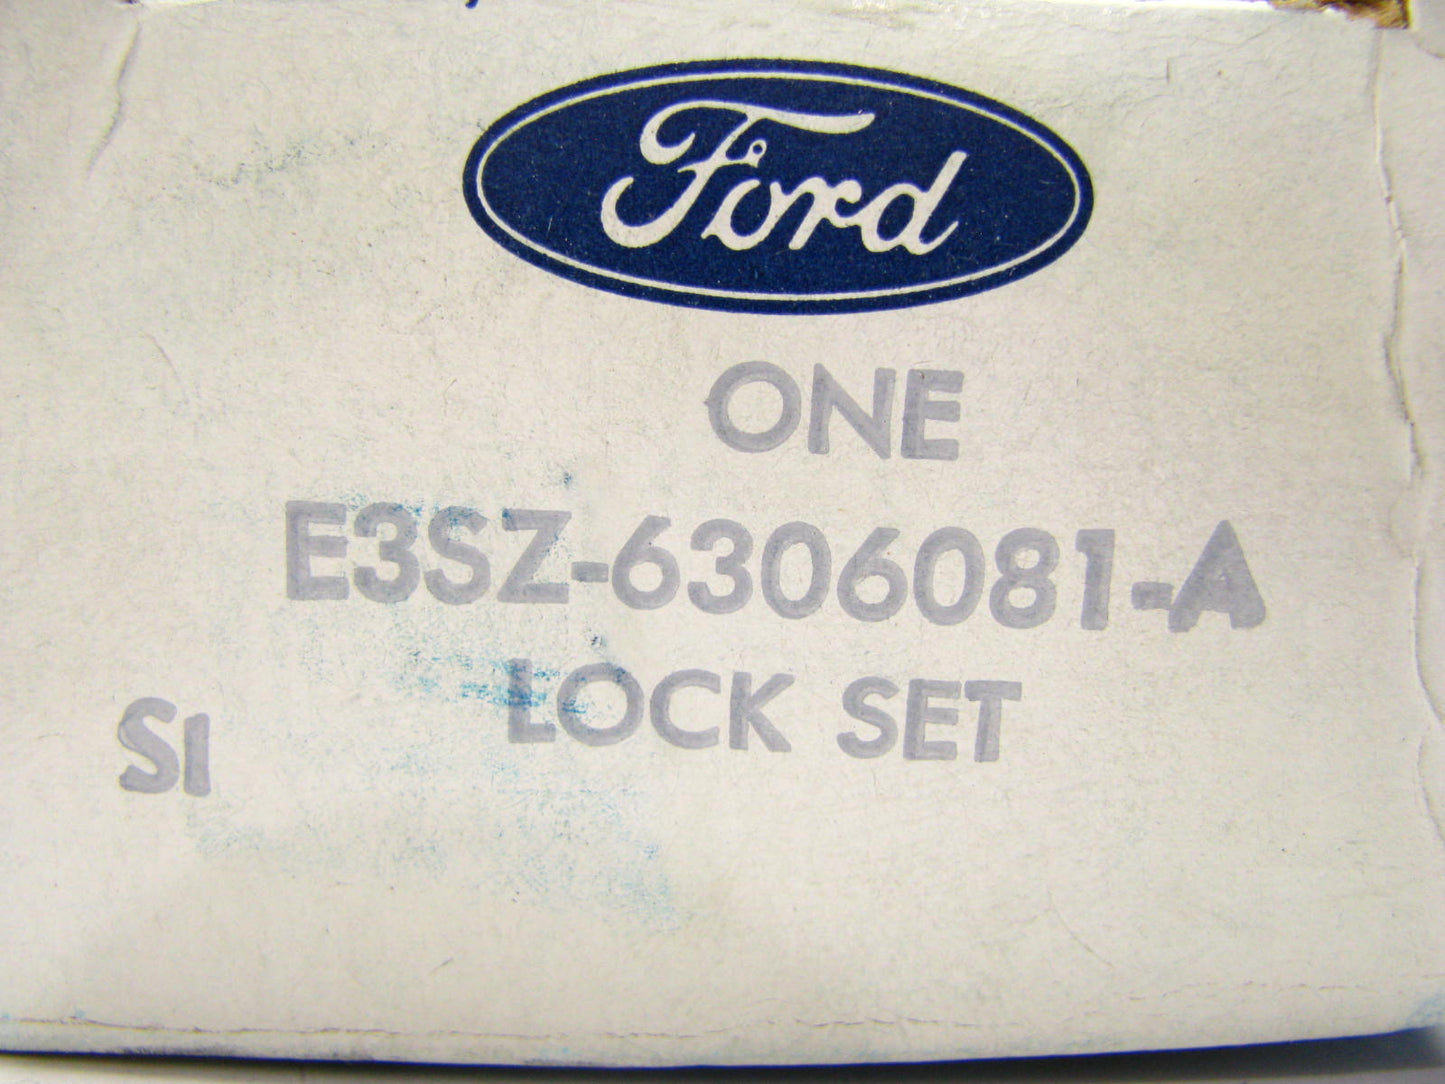 Ford
ONE
E3SZ-6306081-A
LOCK SET
SI